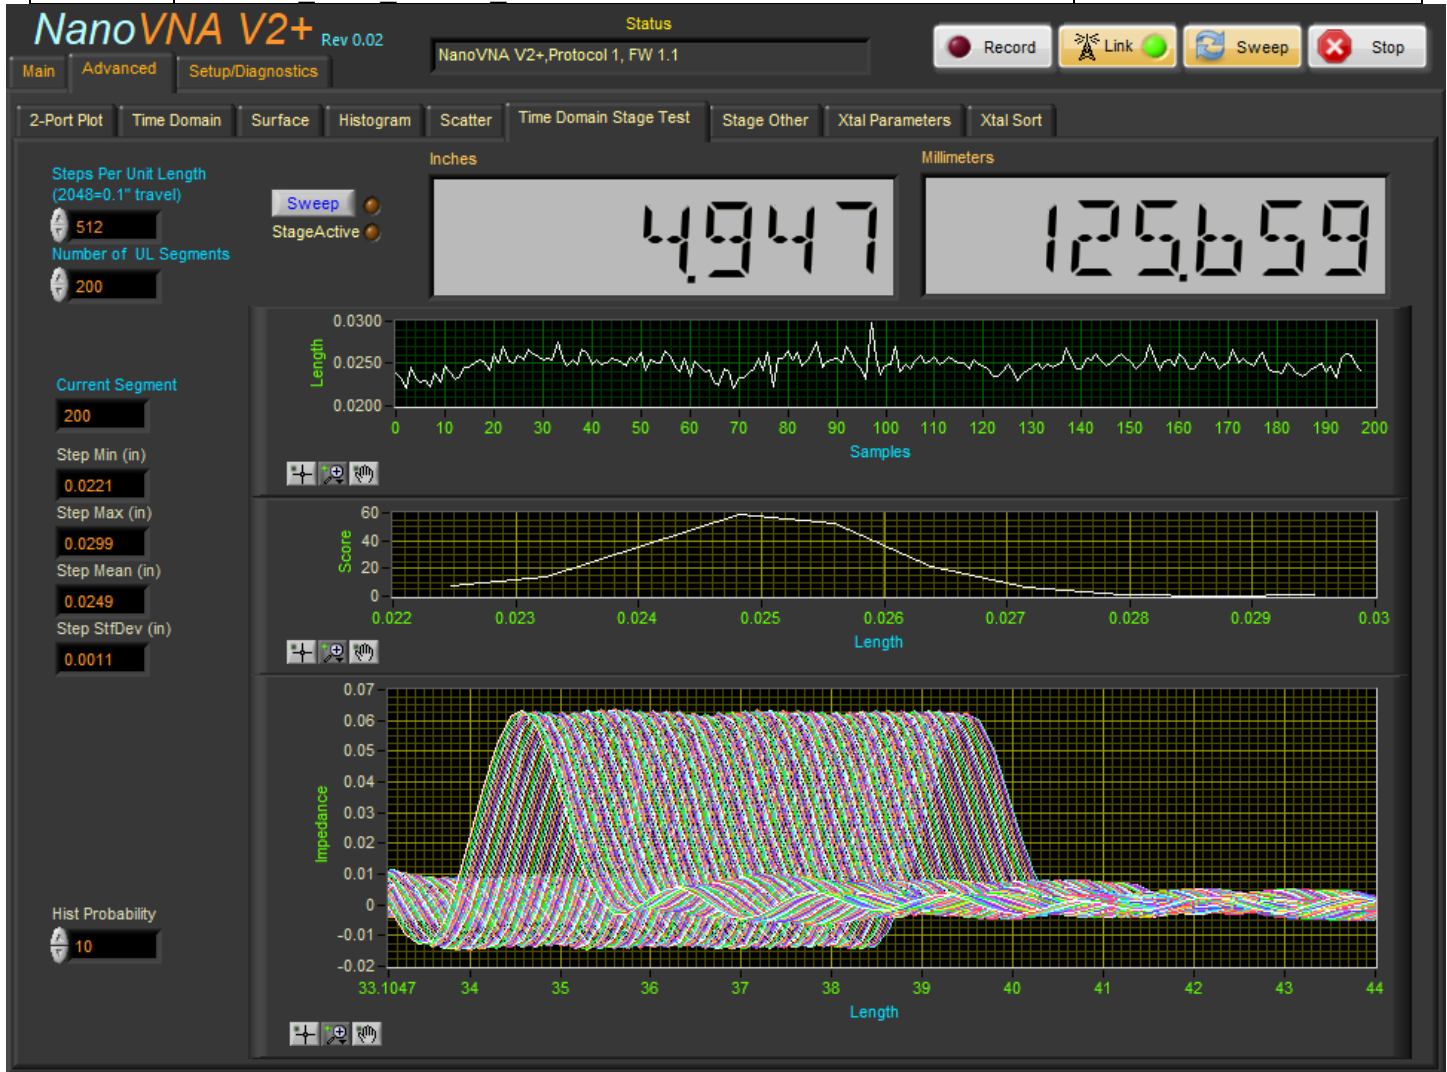 NanoVNA V2+ Rev 0.02
Status
NanoVNA V2+,Protocol 1, FW 1.1
Record
Link
Sweep
Stop
Main
Advanced
Setup/Diagnostics
2-Port Plot
Time Domain
Surface
Histogram
Scatter
Time Domain Stage Test
Stage Other
Xtal Parameters
Xtal Sort
Steps Per Unit Length
(2048=0.1" travel)
512
Number of UL Segments
200
Sweep
StageActive
Inches
4.947
Millimeters
125.659
Current Segment
200
Step Min (in)
0.0221
Step Max (in)
0.0299
Step Mean (in)
0.0249
Step StfDev (in)
0.0011
Hist Probability
10
Length
0.0300
0.0250
0.0200
0 10 20 30 40 50 60 70 80 90 100 110 120 130 140 150 160 170 180 190 200
Samples
Score
60
40
20
0
0.022 0.023 0.024 0.025 0.026 0.027 0.028 0.029 0.03
Length
Impedance
0.07
0.06
0.05
0.04
0.03
0.02
0.01
0
-0.01
-0.02
33.1047 34 35 36 37 38 39 40 41 42 43 44
Length